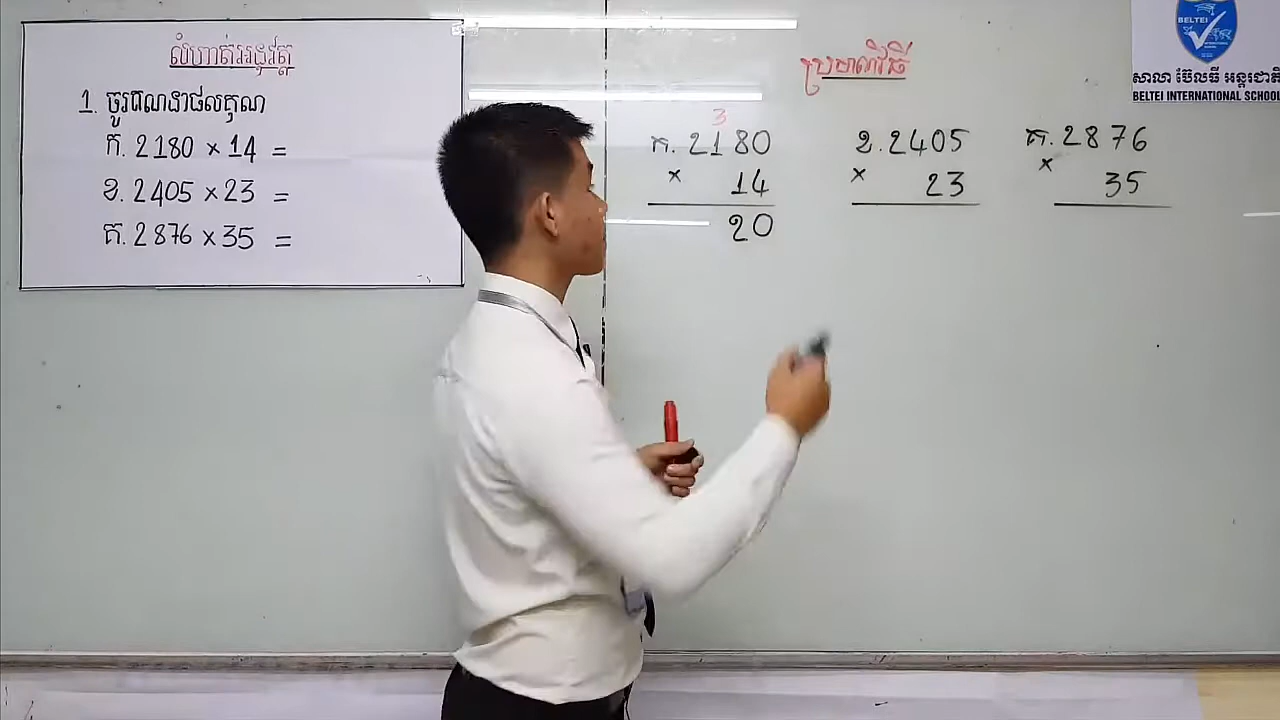 លំហាត់អនុវត្ត
1. ចូរគណនាផលគុណ
ក. 2180 × 14 =
ខ. 2405 × 23 =
គ. 2876 × 35 =
ប្រមាណវិធី
3
ក. 2180
× 14
20
ខ. 2405
× 23
គ. 2876
× 35
BELTEI
សាលា ប៊ែលធី អន្តរជាតិ
BELTEI INTERNATIONAL SCHOOL